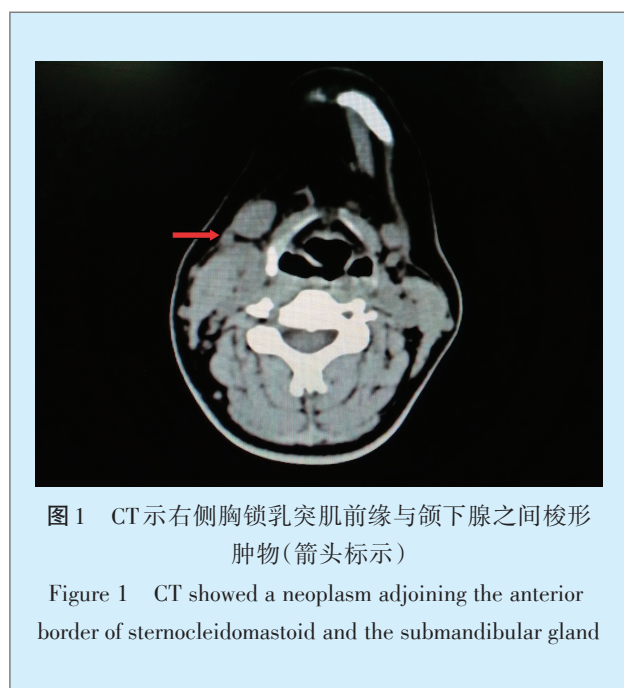 图1 CT示右侧胸锁乳突肌前缘与颌下腺之间梭形
肿物(箭头标示)
Figure 1 CT showed a neoplasm adjoining the anterior
border of sternocleidomastoid and the submandibular gland